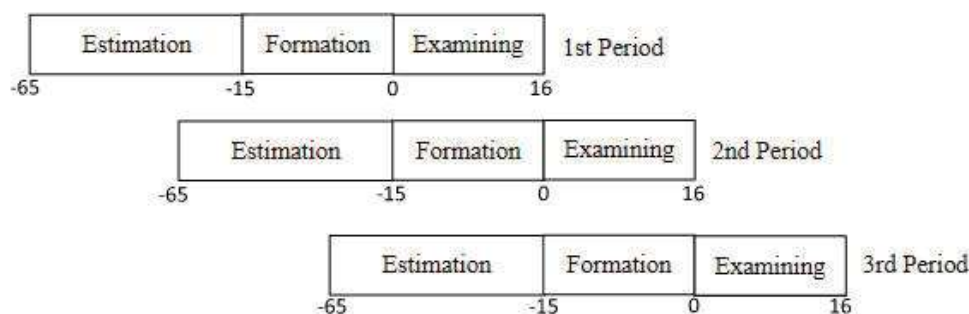 Estimation Formation Examining 1st Period
-65 -15 0 16
Estimation Formation Examining 2nd Period
-65 -15 0 16
Estimation Formation Examining 3rd Period
-65 -15 0 16